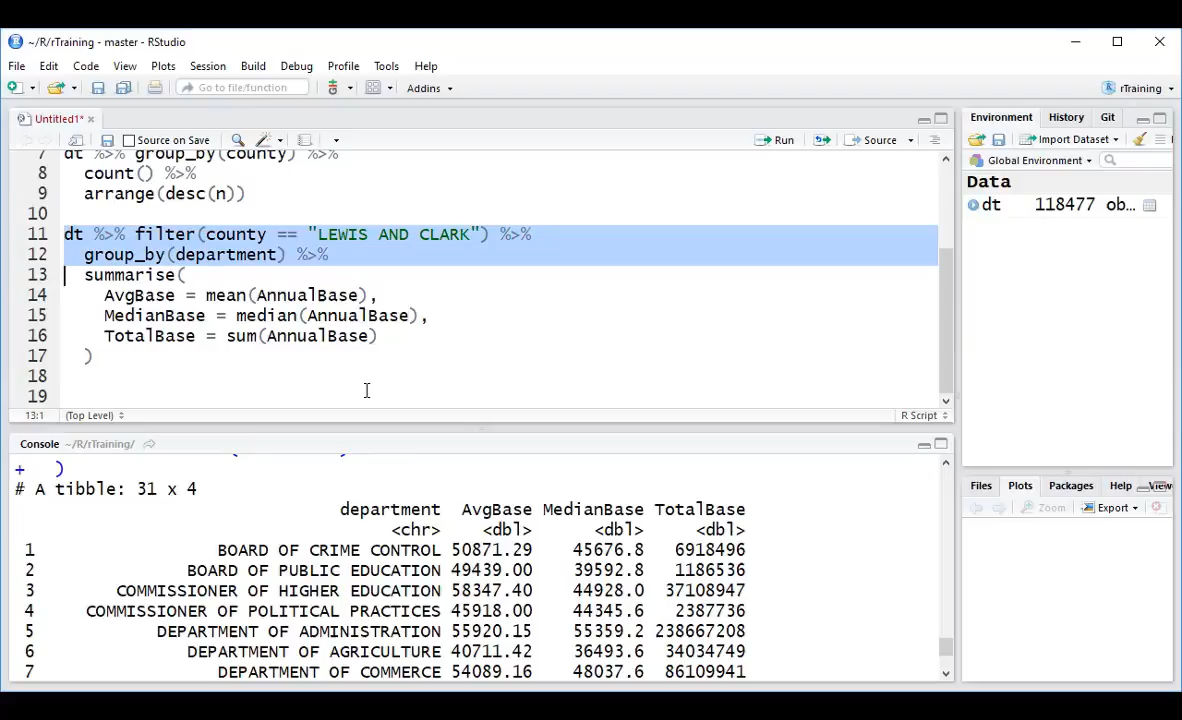 ~/R/rTraining - master - RStudio
File Edit Code View Plots Session Build Debug Profile Tools Help
Go to file/function Addins rTraining
Untitled1* Environment History Git
Source on Save Run Source Import Dataset
Global Environment
7 dt %>% group_by(county) %>%
8 count() %>%
9 arrange(desc(n))
10
11 dt %>% filter(county == "LEWIS AND CLARK") %>%
12 group_by(department) %>%
13 summarise(
14 AvgBase = mean(AnnualBase),
15 MedianBase = median(AnnualBase),
16 TotalBase = sum(AnnualBase)
17 )
18
19
13:1 (Top Level) R Script
Data
dt 118477 ob...
Console ~/R/rTraining/
+ )
# A tibble: 31 x 4
department AvgBase MedianBase TotalBase
<chr> <dbl> <dbl> <dbl>
1 BOARD OF CRIME CONTROL 50871.29 45676.8 6918496
2 BOARD OF PUBLIC EDUCATION 49439.00 39592.8 1186536
3 COMMISSIONER OF HIGHER EDUCATION 58347.40 44928.0 37108947
4 COMMISSIONER OF POLITICAL PRACTICES 45918.00 44345.6 2387736
5 DEPARTMENT OF ADMINISTRATION 55920.15 55359.2 238667208
6 DEPARTMENT OF AGRICULTURE 40711.42 36493.6 34034749
7 DEPARTMENT OF COMMERCE 54089.16 48037.6 86109941
Files Plots Packages Help Viewer
Zoom Export